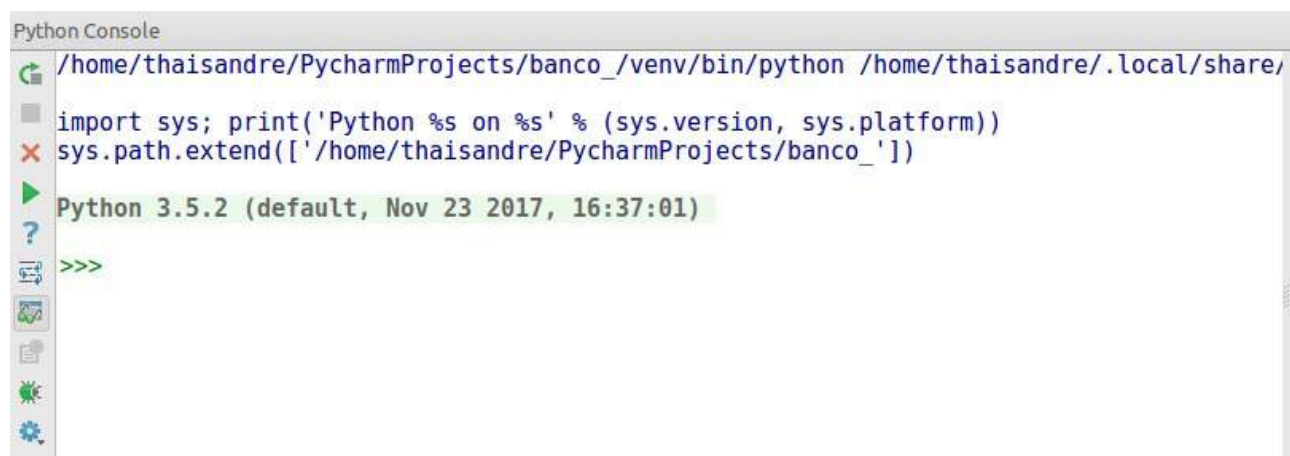 Python Console
/home/thaisandre/PycharmProjects/banco_/venv/bin/python /home/thaisandre/.local/share/
import sys; print('Python %s on %s' % (sys.version, sys.platform))
sys.path.extend(['/home/thaisandre/PycharmProjects/banco_'])
Python 3.5.2 (default, Nov 23 2017, 16:37:01)
>>>